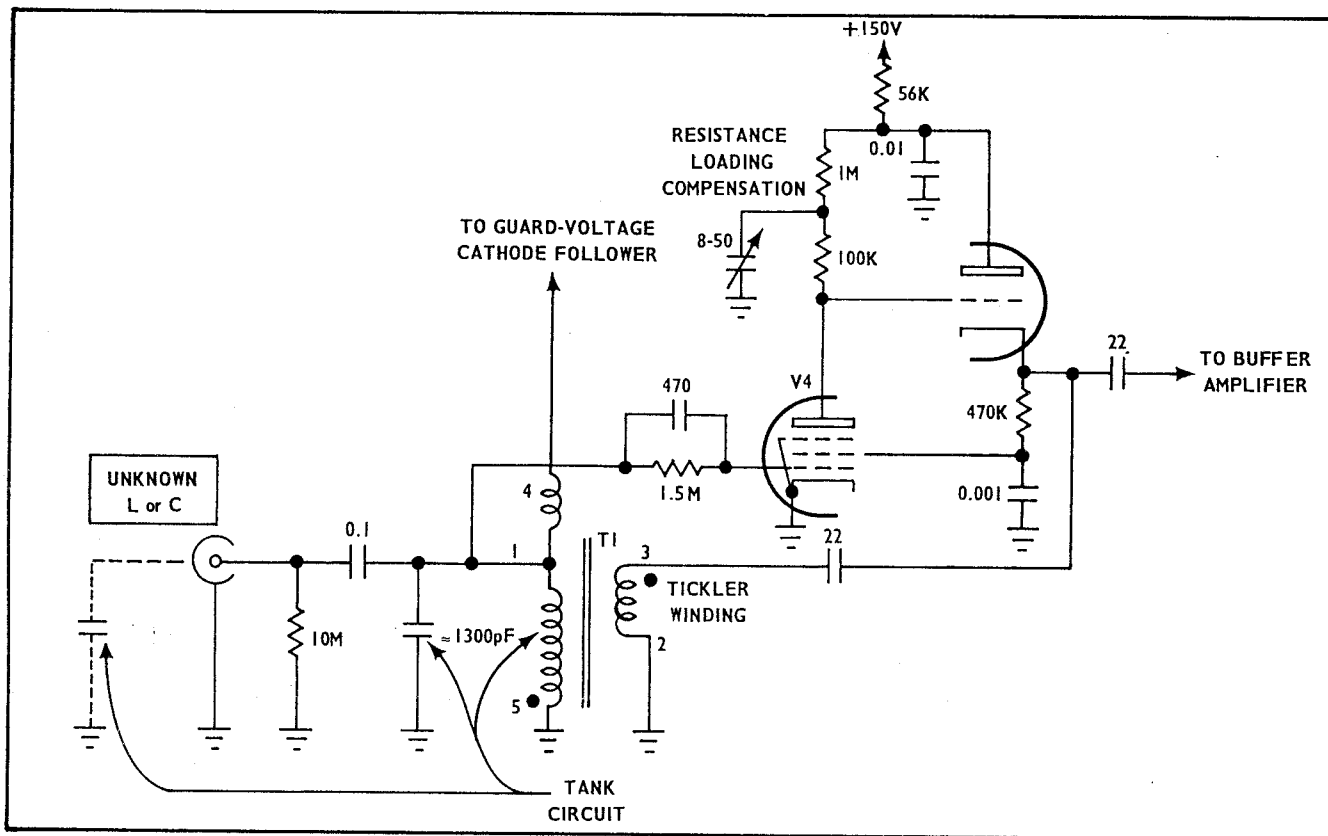 +150V
56K
RESISTANCE
LOADING
COMPENSATION
0.01
1M
TO GUARD-VOLTAGE
CATHODE FOLLOWER
8-50
100K
22
TO BUFFER
AMPLIFIER
V4
470
470K
UNKNOWN
L or C
4
1.5M
0.001
0.1
1
T1
3
22
TICKLER
WINDING
10M
≈1300pF
2
5
TANK
CIRCUIT